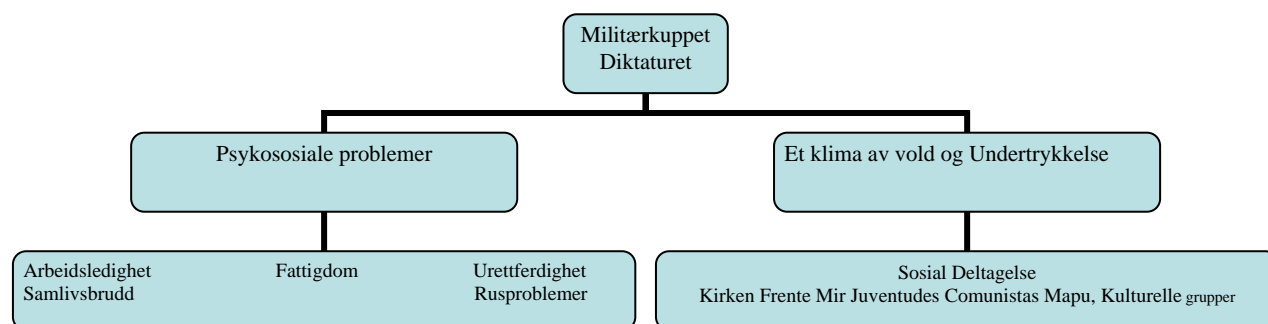 Militærkuppet
Diktaturet
Psykososiale problemer
Et klima av vold og Undertrykkelse
Arbeidsledighet Fattigdom Urettferdighet
Samlivsbrudd Rusproblemer
Sosial Deltagelse
Kirken Frente Mir Juventudes Comunistas Mapu, Kulturelle grupper